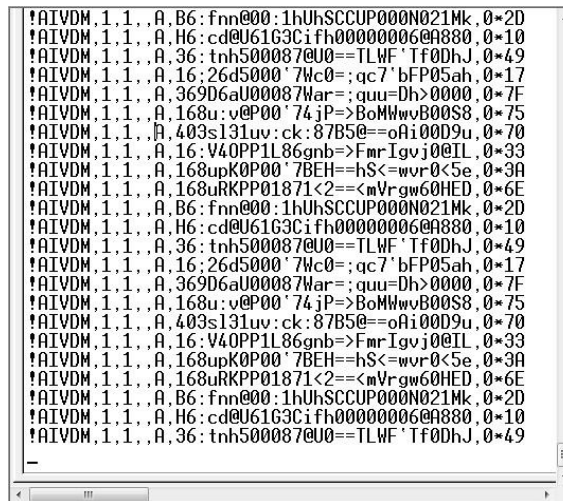 !AIVDM,1,1,,A,B6:fnn@00:1hUhSCCUP000N021Mk,0*2D
!AIVDM,1,1,,A,H6:cd@U61G3Cifh00000006@A880,0*10
!AIVDM,1,1,,A,36:tnh500087@U0==TLWF'Tf0DhJ,0*49
!AIVDM,1,1,,A,16;26d5000'7Wc0=;qc7'bFP05ah,0*17
!AIVDM,1,1,,A,369D6aU00087War=;quu=Dh>0000,0*7F
!AIVDM,1,1,,A,168u:v@P00'74jP=>BoMWwvB00S8,0*75
!AIVDM,1,1,,A,403sl31uv:ck:87B50@==oAi00D9u,0*70
!AIVDM,1,1,,A,16:V40PP1L86gnb=>FmrIgvj0@IL,0*33
!AIVDM,1,1,,A,168upK0P00'7BEH==hS<=wvr0<5e,0*3A
!AIVDM,1,1,,A,168uRKPP01871<2==<mVrgw60HED,0*6E
!AIVDM,1,1,,A,B6:fnn@00:1hUhSCCUP000N021Mk,0*2D
!AIVDM,1,1,,A,H6:cd@U61G3Cifh00000006@A880,0*10
!AIVDM,1,1,,A,36:tnh500087@U0==TLWF'Tf0DhJ,0*49
!AIVDM,1,1,,A,16;26d5000'7Wc0=;qc7'bFP05ah,0*17
!AIVDM,1,1,,A,369D6aU00087War=;quu=Dh>0000,0*7F
!AIVDM,1,1,,A,168u:v@P00'74jP=>BoMWwvB00S8,0*75
!AIVDM,1,1,,A,403sl31uv:ck:87B50@==oAi00D9u,0*70
!AIVDM,1,1,,A,16:V40PP1L86gnb=>FmrIgvj0@IL,0*33
!AIVDM,1,1,,A,168upK0P00'7BEH==hS<=wvr0<5e,0*3A
!AIVDM,1,1,,A,168uRKPP01871<2==<mVrgw60HED,0*6E
!AIVDM,1,1,,A,B6:fnn@00:1hUhSCCUP000N021Mk,0*2D
!AIVDM,1,1,,A,H6:cd@U61G3Cifh00000006@A880,0*10
!AIVDM,1,1,,A,36:tnh500087@U0==TLWF'Tf0DhJ,0*49